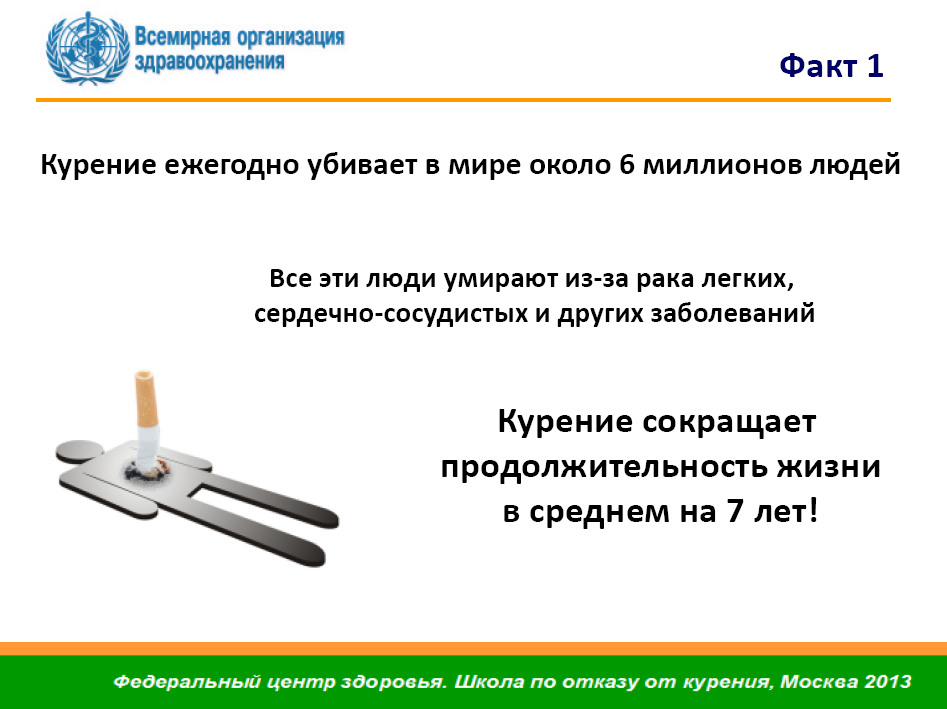 Всемирная организация
здравоохранения
Факт 1
Курение ежегодно убивает в мире около 6 миллионов людей
Все эти люди умирают из-за рака легких,
сердечно-сосудистых и других заболеваний
Курение сокращает
продолжительность жизни
в среднем на 7 лет!
Федеральный центр здоровья. Школа по отказу от курения, Москва 2013